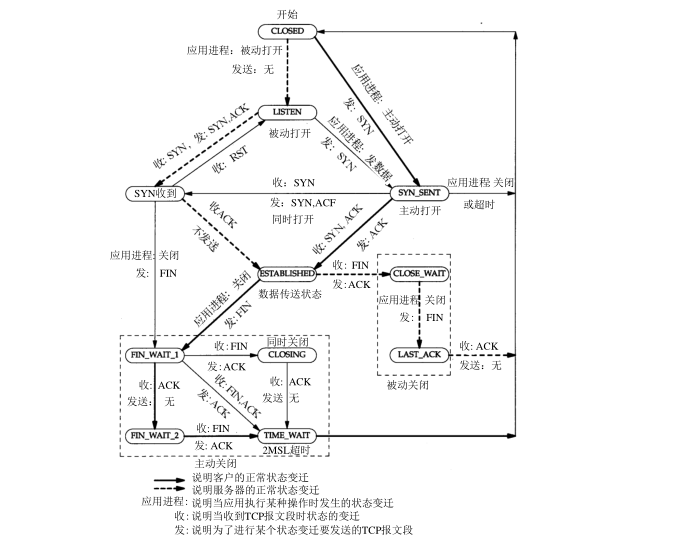 开始
CLOSED
应用进程：被动打开
发送：无
应用进程：主动打开
发：SYN
LISTEN
被动打开
收：SYN，发：SYN,ACK
收：RST
应用进程：发数据
发：SYN
SYN收到
收：SYN
发：SYN,ACF
同时打开
SYN_SENT
主动打开
应用进程:关闭
或超时
收ACK
不发送
收：SYN, ACK
发：ACK
应用进程：关闭
发：FIN
ESTABLISHED
数据传送状态
收：FIN
发：ACK
CLOSE_WAIT
应用进程：关闭
发：FIN
LAST_ACK
被动关闭
收：ACK
发送：无
应用进程：关闭
发：FIN
FIN_WAIT_1
收:FIN
发:ACK
同时关闭
CLOSING
收：ACK
发送：无
收:FIN,ACK
发:ACK
收：ACK
发送 无
FIN_WAIT_2
收:FIN
发:ACK
TIME_WAIT
2MSL超时
主动关闭
说明客户的正常状态变迁
说明服务器的正常状态变迁
应用进程：说明当应用执行某种操作时发生的状态变迁
收：说明当收到TCP报文段时状态的变迁
发：说明为了进行某个状态变迁要发送的TCP报文段